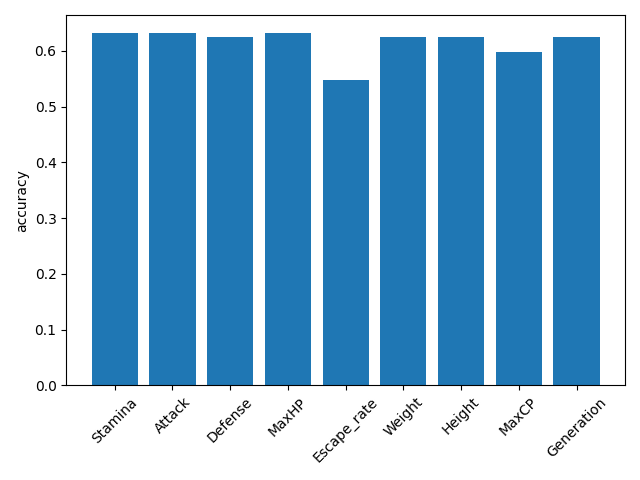 accuracy
0.6
0.5
0.4
0.3
0.2
0.1
0.0
Stamina
Attack
Defense
MaxHP
Escape_rate
Weight
Height
MaxCP
Generation